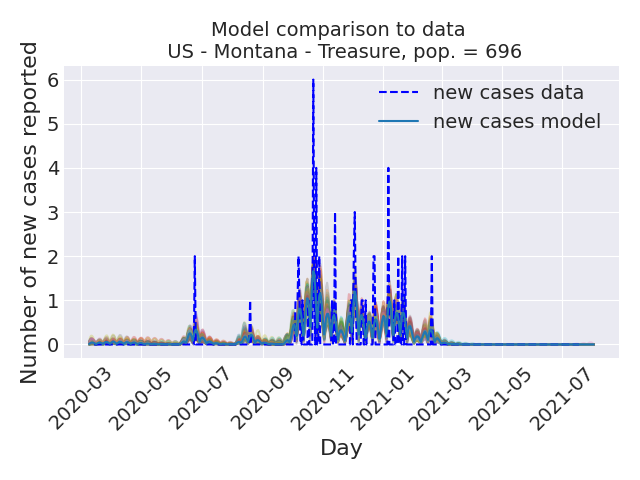 Model comparison to data
US - Montana - Treasure, pop. = 696
Number of new cases reported
6
5
4
3
2
1
0
new cases data
new cases model
2020-03
2020-05
2020-07
2020-09
2020-11
2021-01
2021-03
2021-05
2021-07
Day